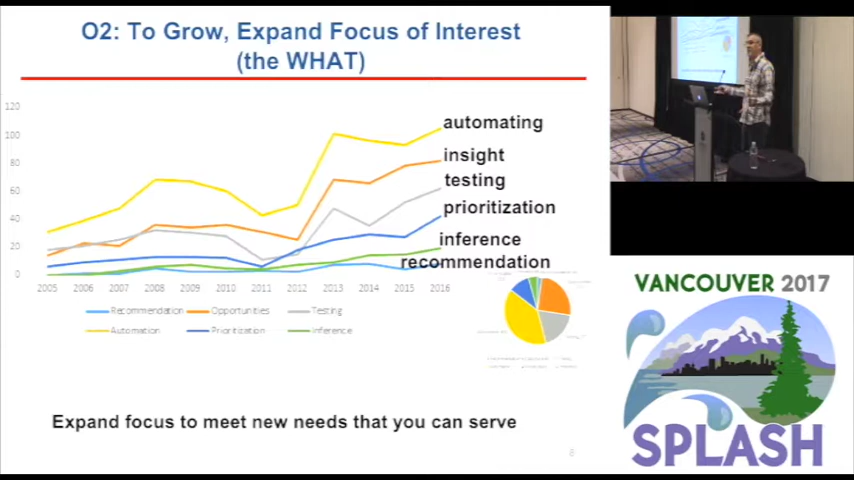 O2: To Grow, Expand Focus of Interest
(the WHAT)
120
100
80
60
40
20
0
automating
insight
testing
prioritization
inference
recommendation
2005 2006 2007 2008 2009 2010 2011 2012 2013 2014 2015 2016
Recommendation Opportunities Testing
Automation Prioritization Inference
Expand focus to meet new needs that you can serve
8
VANCOUVER 2017
SPLASH